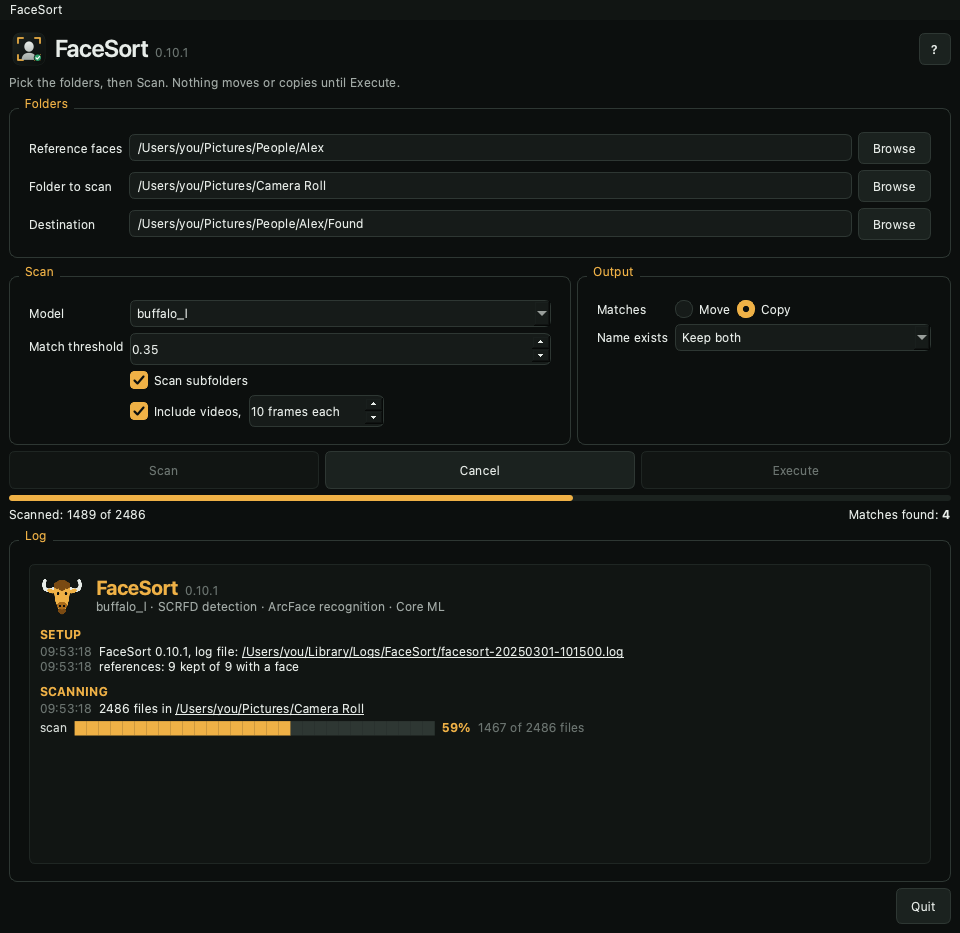 FaceSort
FaceSort 0.10.1
?
Pick the folders, then Scan. Nothing moves or copies until Execute.
Folders
Reference faces /Users/you/Pictures/People/Alex Browse
Folder to scan /Users/you/Pictures/Camera Roll Browse
Destination /Users/you/Pictures/People/Alex/Found Browse
Scan
Model buffalo_l
Match threshold 0.35
Scan subfolders
Include videos, 10 frames each
Output
Matches Move Copy
Name exists Keep both
Scan Cancel Execute
Scanned: 1489 of 2486 Matches found: 4
Log
FaceSort 0.10.1
buffalo_l · SCRFD detection · ArcFace recognition · Core ML
SETUP
09:53:18 FaceSort 0.10.1, log file: /Users/you/Library/Logs/FaceSort/facesort-20250301-101500.log
09:53:18 references: 9 kept of 9 with a face
SCANNING
09:53:18 2486 files in /Users/you/Pictures/Camera Roll
scan 59% 1467 of 2486 files
Quit